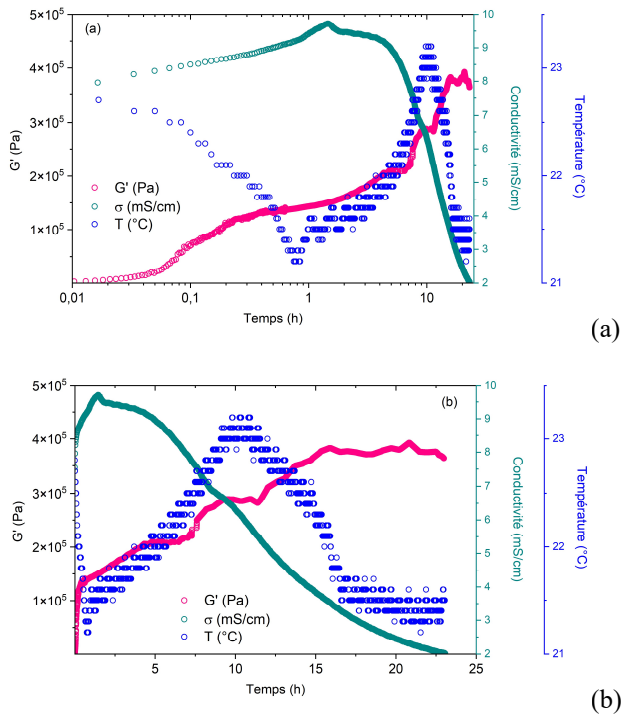 (a)
5×10⁵
4×10⁵
3×10⁵
2×10⁵
1×10⁵
G' (Pa)
G' (Pa)
σ (mS/cm)
T (°C)
0,01
0,1
1
10
Temps (h)
10
9
8
7
6
5
4
3
2
Conductivité (mS/cm)
23
22
21
Température (°C)
(a)
(b)
5×10⁵
4×10⁵
3×10⁵
2×10⁵
1×10⁵
G' (Pa)
G' (Pa)
σ (mS/cm)
T (°C)
5
10
15
20
25
Temps (h)
10
9
8
7
6
5
4
3
2
Conductivité (mS/cm)
23
22
21
Température (°C)
(b)